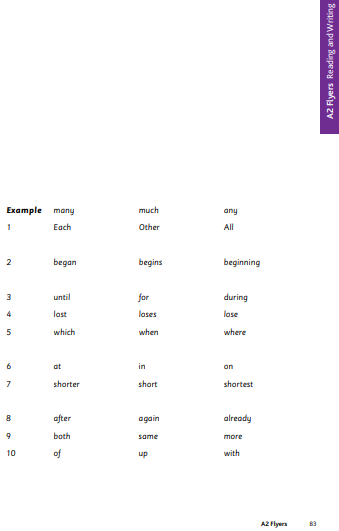 A2 Flyers Reading and Writing
Example many much any
1 Each Other All
2 began begins beginning
3 until for during
4 lost loses lose
5 which when where
6 at in on
7 shorter short shortest
8 after again already
9 both same more
10 of up with
A2 Flyers 83